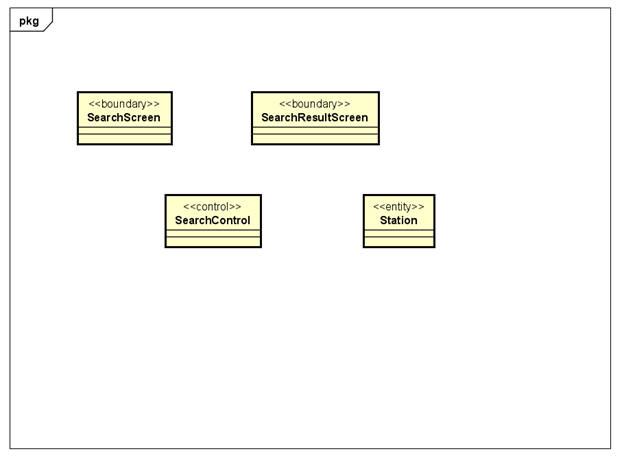 pkg
<<boundary>>
SearchScreen
<<boundary>>
SearchResultScreen
<<control>>
SearchControl
<<entity>>
Station